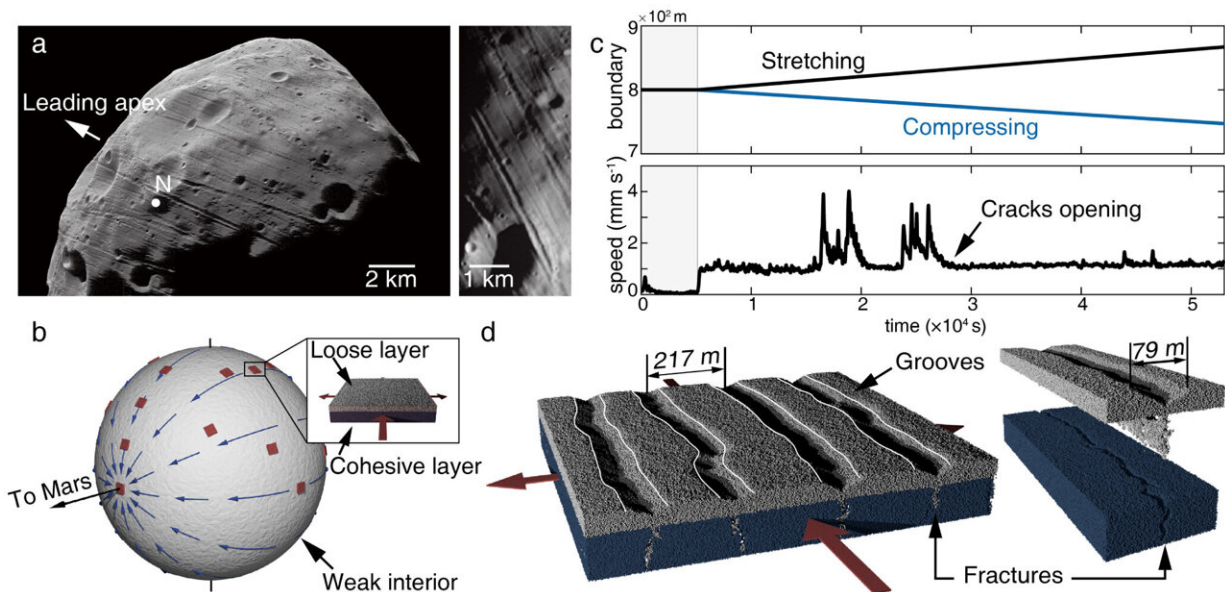 a
Leading apex
N
2 km
1 km
b
Loose layer
Cohesive layer
To Mars
Weak interior
c
×10² m
9
8
7
boundary
Stretching
Compressing
4
2
0
speed (mm s⁻¹)
Cracks opening
0
1
2
3
4
5
time (×10⁴ s)
d
217 m
Grooves
79 m
Fractures